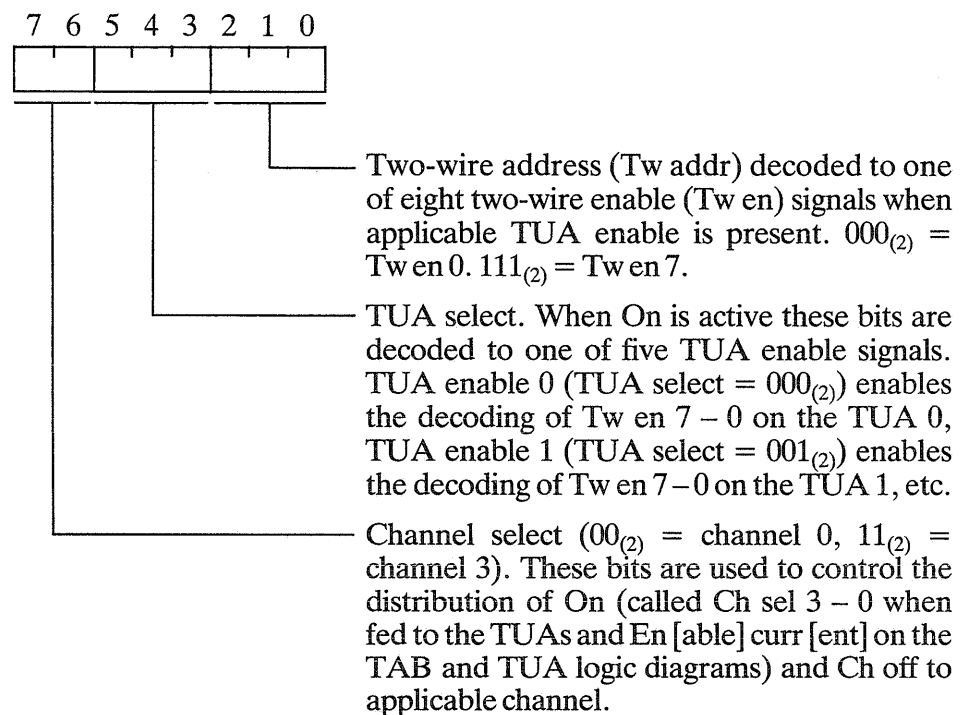 7 6 5 4 3 2 1 0
Two-wire address (Tw addr) decoded to one
of eight two-wire enable (Tw en) signals when
applicable TUA enable is present. 000(2) =
Tw en 0. 111(2) = Tw en 7.
TUA select. When On is active these bits are
decoded to one of five TUA enable signals.
TUA enable 0 (TUA select = 000(2)) enables
the decoding of Tw en 7 – 0 on the TUA 0,
TUA enable 1 (TUA select = 001(2)) enables
the decoding of Tw en 7 – 0 on the TUA 1, etc.
Channel select (00(2) = channel 0, 11(2) =
channel 3). These bits are used to control the
distribution of On (called Ch sel 3 – 0 when
fed to the TUAs and En [able] curr [ent] on the
TAB and TUA logic diagrams) and Ch off to
applicable channel.